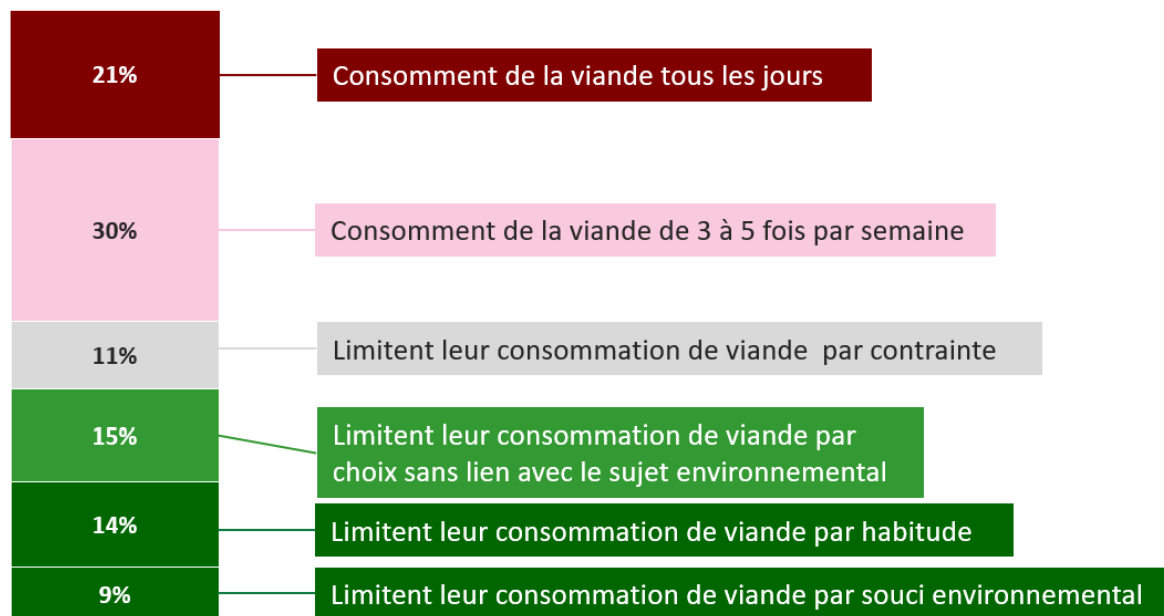 21%
Consomment de la viande tous les jours
30%
Consomment de la viande de 3 à 5 fois par semaine
11%
Limitent leur consommation de viande  par contrainte
15%
Limitent leur consommation de viande par
choix sans lien avec le sujet environnemental
14%
Limitent leur consommation de viande par habitude
9%
Limitent leur consommation de viande par souci environnemental